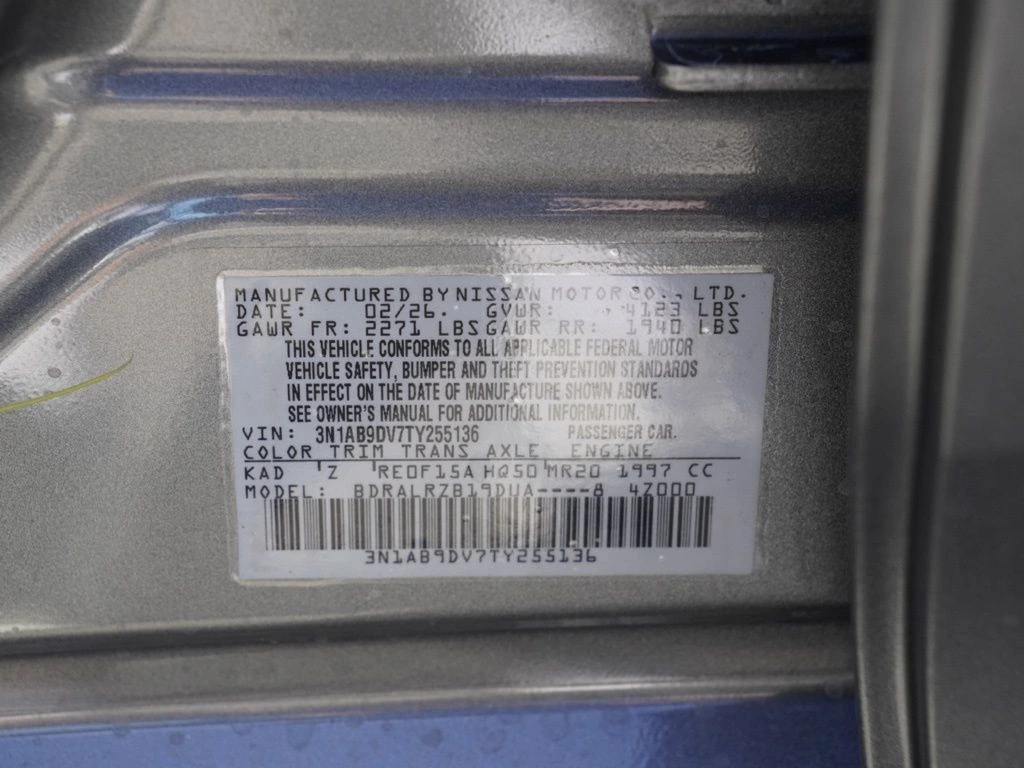 MANUFACTURED BY NISSAN MOTOR CO., LTD.
DATE: 02/26. GVWR: 4123 LBS
GAWR FR: 2271 LBS GAWR RR: 1940 LBS
THIS VEHICLE CONFORMS TO ALL APPLICABLE FEDERAL MOTOR
VEHICLE SAFETY, BUMPER AND THEFT PREVENTION STANDARDS
IN EFFECT ON THE DATE OF MANUFACTURE SHOWN ABOVE.
SEE OWNER'S MANUAL FOR ADDITIONAL INFORMATION.
VIN: 3N1AB9DV7TY255136 PASSENGER CAR.
COLOR TRIM TRANS AXLE ENGINE
KAD Z RE0F15A HQ50 MR20 1997 CC
MODEL: BDRALRZB19DUA----8 4Z000
3N1AB9DV7TY255136